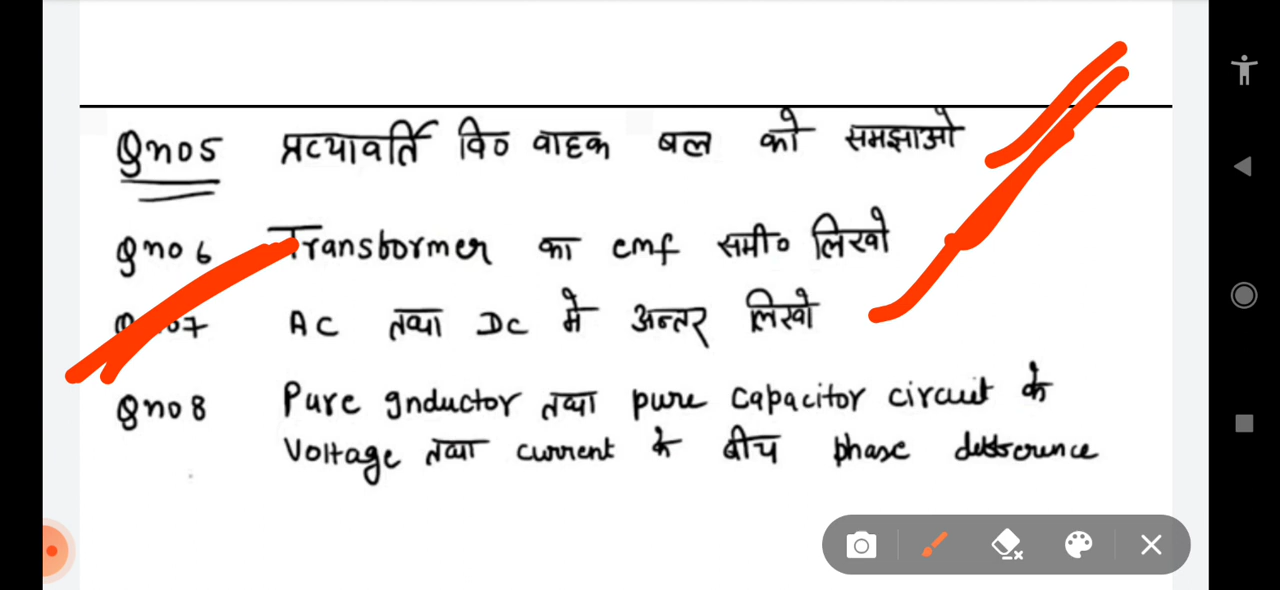 Qno5 प्रत्यावर्ति वि० वाहक बल को समझाओ
Qno6 Transformer का emf समी० लिखो
Qno7 AC तथा DC में अन्तर लिखो
Qno8 Pure Inductor तथा pure capacitor circuit के
Voltage तथा current के बीच phase